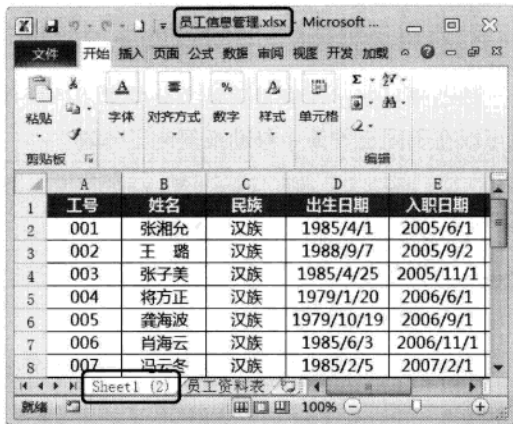 员工信息管理.xlsx - Microsoft ...
文件 开始 插入 页面 公式 数据 审阅 视图 开发 加载
粘贴 字体 对齐方式 数字 样式 单元格
剪贴板 编辑
A B C D E
1 工号 姓名 民族 出生日期 入职日期
2 001 张湘允 汉族 1985/4/1 2005/6/1
3 002 王 璐 汉族 1988/9/7 2005/9/2
4 003 张子美 汉族 1985/4/25 2005/11/1
5 004 将方正 汉族 1979/1/20 2006/6/1
6 005 龚海波 汉族 1979/10/19 2006/9/1
7 006 肖海云 汉族 1985/6/3 2006/11/1
8 007 冯云冬 汉族 1985/2/5 2007/2/1
Sheet1 (2) 员工资料表
就绪 100%